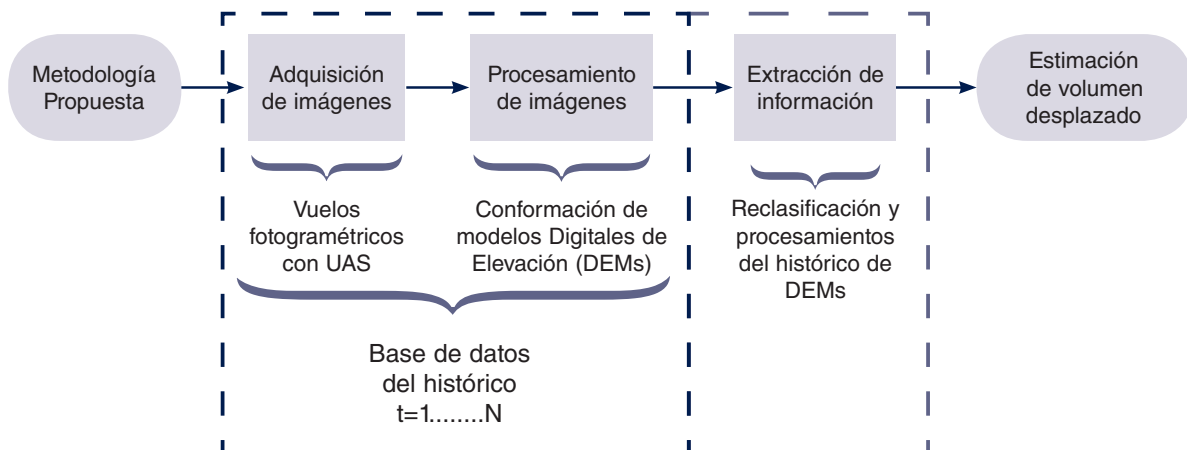 Metodología
Propuesta
Adquisición
de imágenes
Procesamiento
de imágenes
Extracción de
información
Estimación
de volumen
desplazado
Vuelos
fotogramétricos
con UAS
Conformación de
modelos Digitales de
Elevación (DEMs)
Reclasificación y
procesamientos
del histórico de
DEMs
Base de datos
del histórico
t=1........N